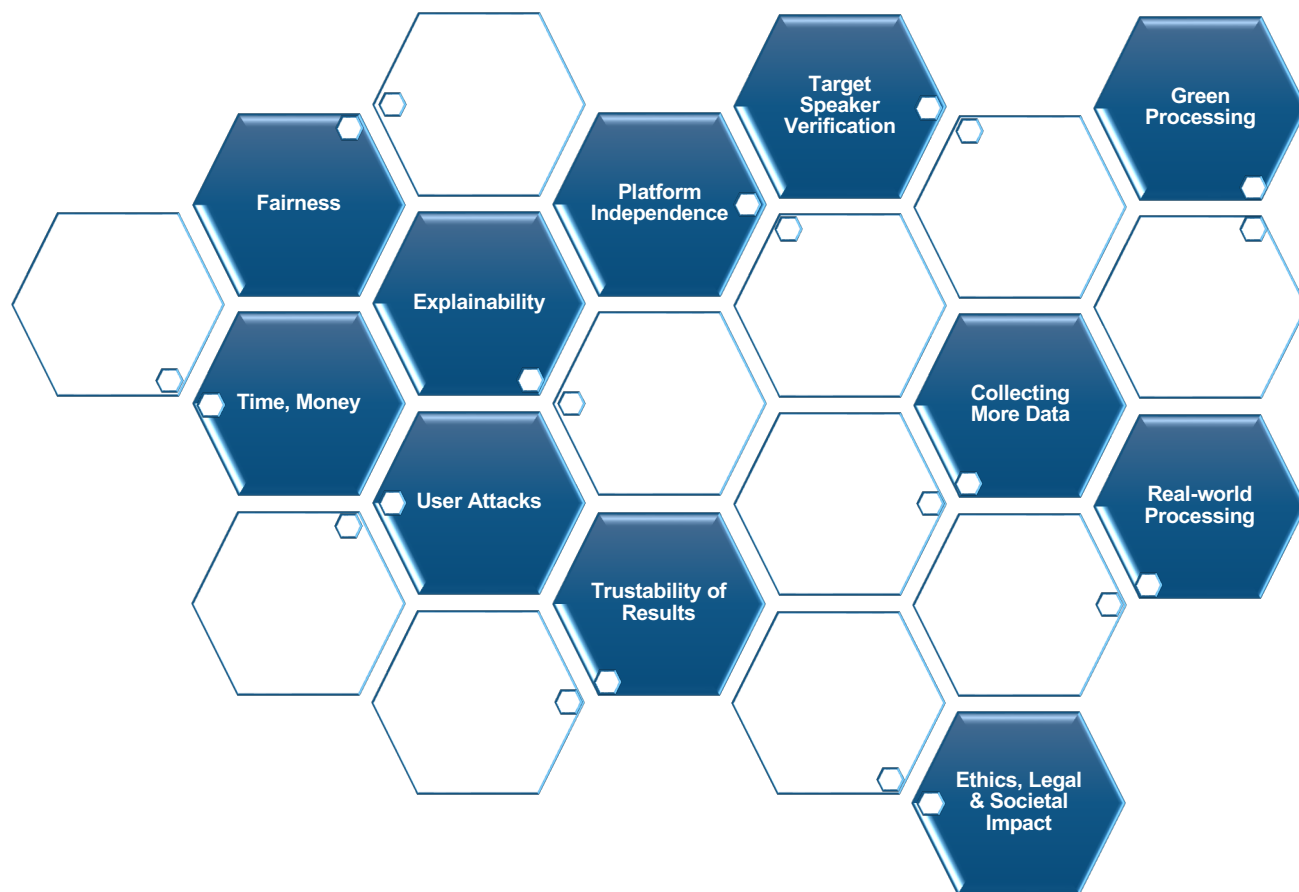 Target
Speaker
Verification
Green
Processing
Fairness
Platform
Independence
Explainability
Time, Money
Collecting
More Data
User Attacks
Real-world
Processing
Trustability of
Results
Ethics, Legal
& Societal
Impact